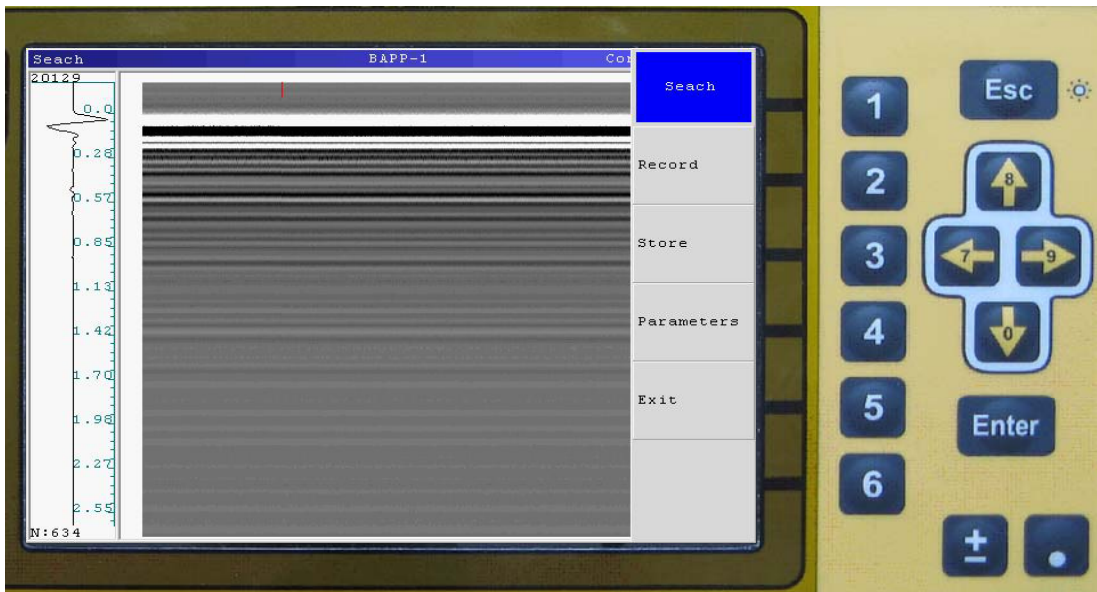 Seach BAPP-1 Co
20129
0.0
0.28
0.57
0.85
1.13
1.42
1.70
1.98
2.27
2.55
N:634
Seach
Record
Store
Parameters
Exit
1
2
3
4
5
6
Esc
8
7
9
0
Enter
±
.